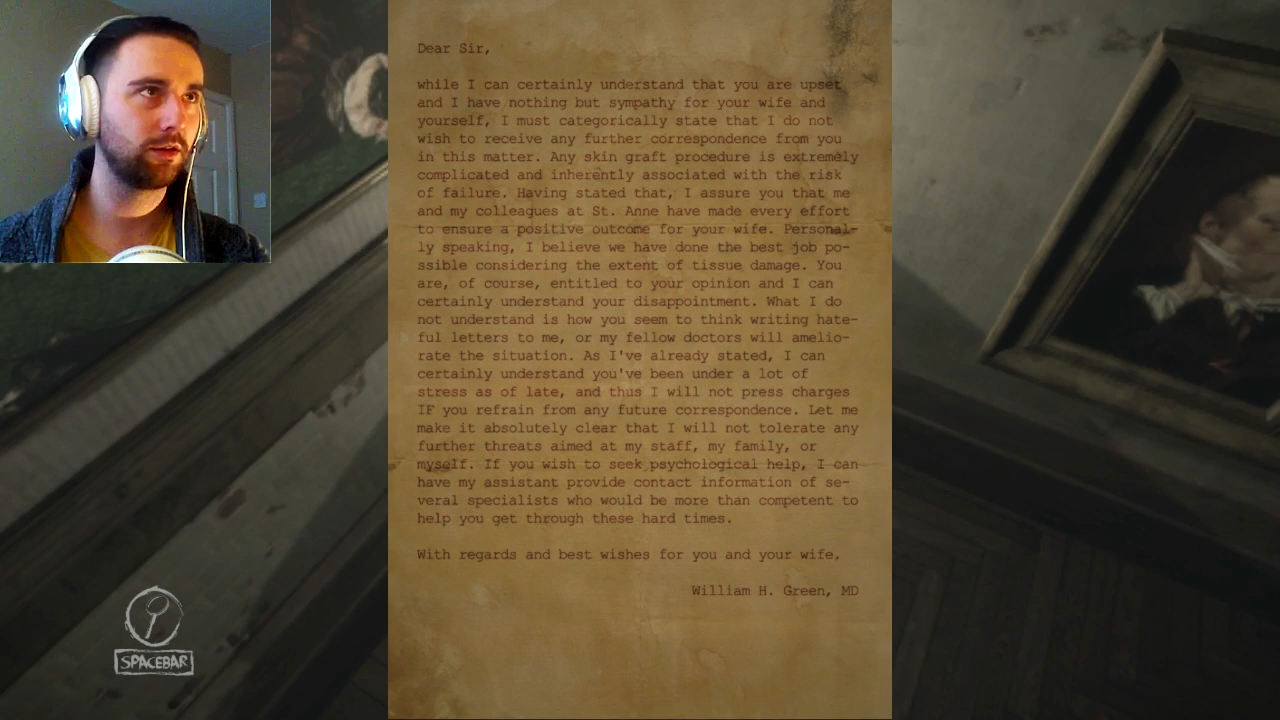 Dear Sir,
while I can certainly understand that you are upset
and I have nothing but sympathy for your wife and
yourself, I must categorically state that I do not
wish to receive any further correspondence from you
in this matter. Any skin graft procedure is extremely
complicated and inherently associated with the risk
of failure. Having stated that, I assure you that me
and my colleagues at St. Anne have made every effort
to ensure a positive outcome for your wife. Personal-
ly speaking, I believe we have done the best job po-
ssible considering the extent of tissue damage. You
are, of course, entitled to your opinion and I can
certainly understand your disappointment. What I do
not understand is how you seem to think writing hate-
ful letters to me, or my fellow doctors will amelio-
rate the situation. As I've already stated, I can
certainly understand you've been under a lot of
stress as of late, and thus I will not press charges
IF you refrain from any future correspondence. Let me
make it absolutely clear that I will not tolerate any
further threats aimed at my staff, my family, or
myself. If you wish to seek psychological help, I can
have my assistant provide contact information of se-
veral specialists who would be more than competent to
help you get through these hard times.
With regards and best wishes for you and your wife.
William H. Green, MD
SPACEBAR